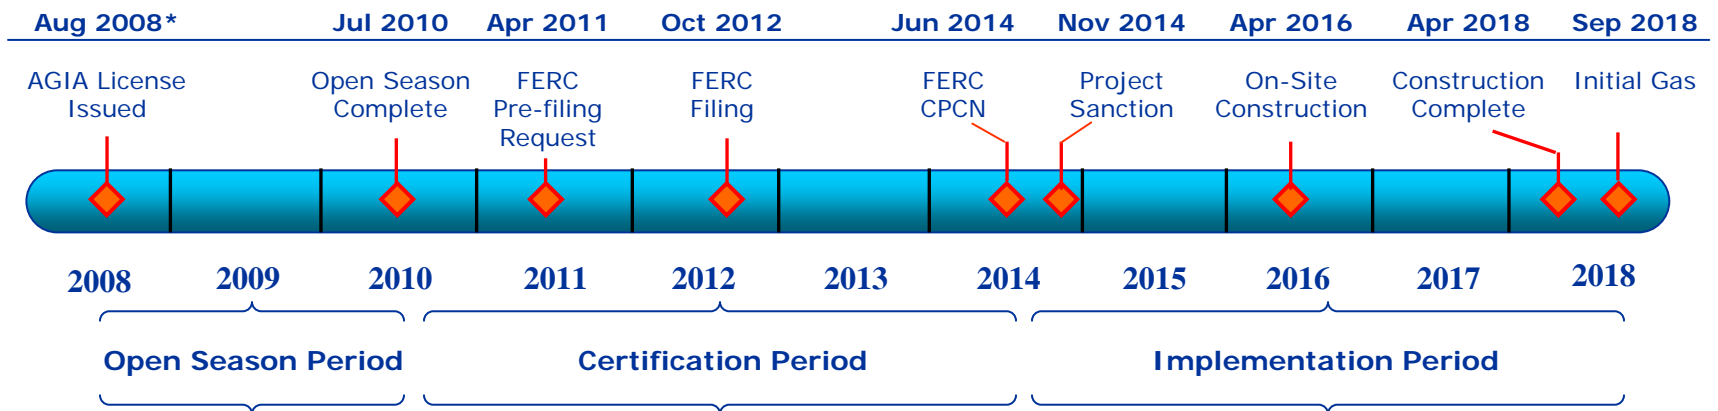 Aug 2008* Jul 2010 Apr 2011 Oct 2012 Jun 2014 Nov 2014 Apr 2016 Apr 2018 Sep 2018
AGIA License
Issued
Open Season
Complete
FERC
Pre-filing
Request
FERC
Filing
FERC
CPCN
Project
Sanction
On-Site
Construction
Construction
Complete
Initial Gas
2008 2009 2010 2011 2012 2013 2014 2015 2016 2017 2018
Open Season Period Certification Period Implementation Period